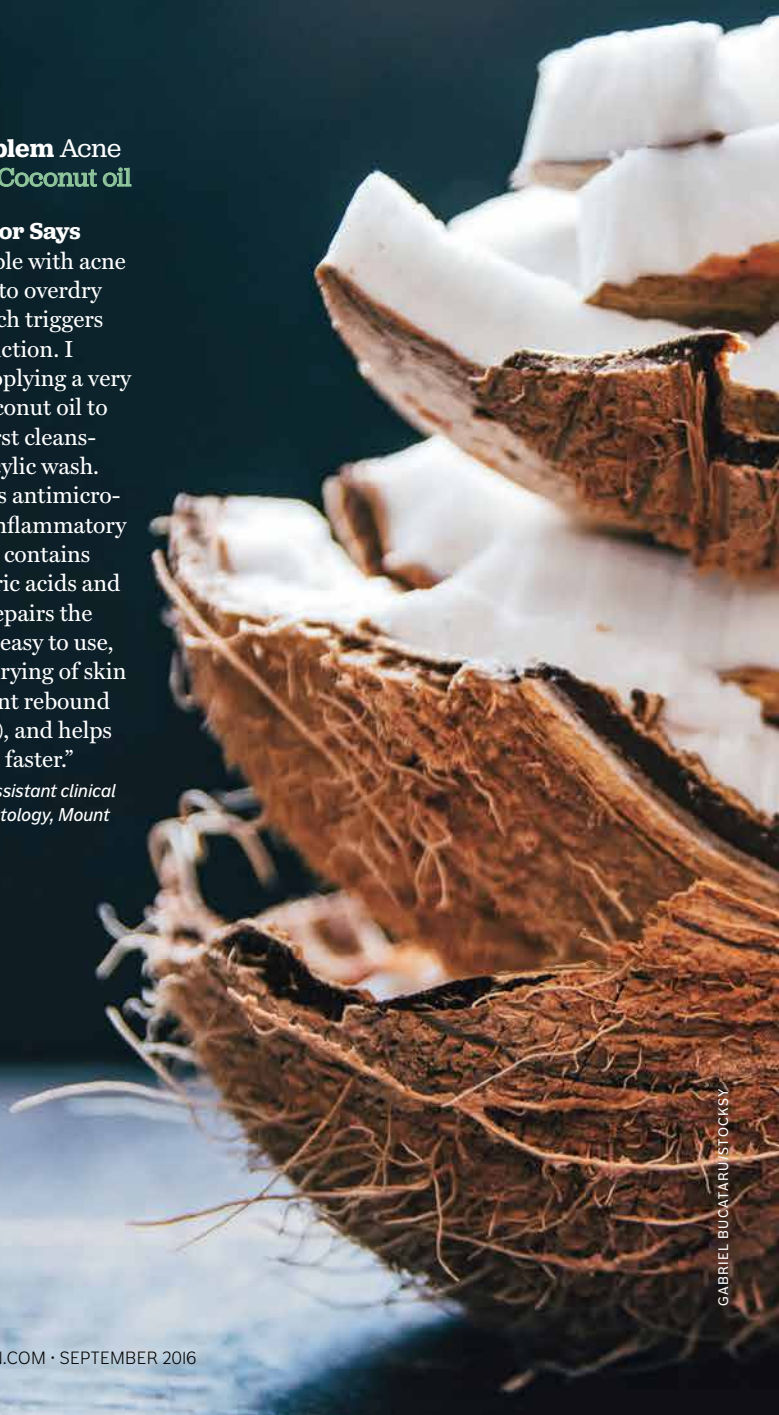 blem Acne
Coconut oil
or Says
ple with acne
to overdry
ch triggers
ction. I
pplying a very
conut oil to
rst cleans-
ylic wash.
s antimicro-
nflammatory
contains
ric acids and
epairs the
easy to use,
rying of skin
nt rebound
), and helps
faster.”
ssistant clinical
tology, Mount
GABRIEL BUCATARU/STOCKSY
.COM · SEPTEMBER 2016